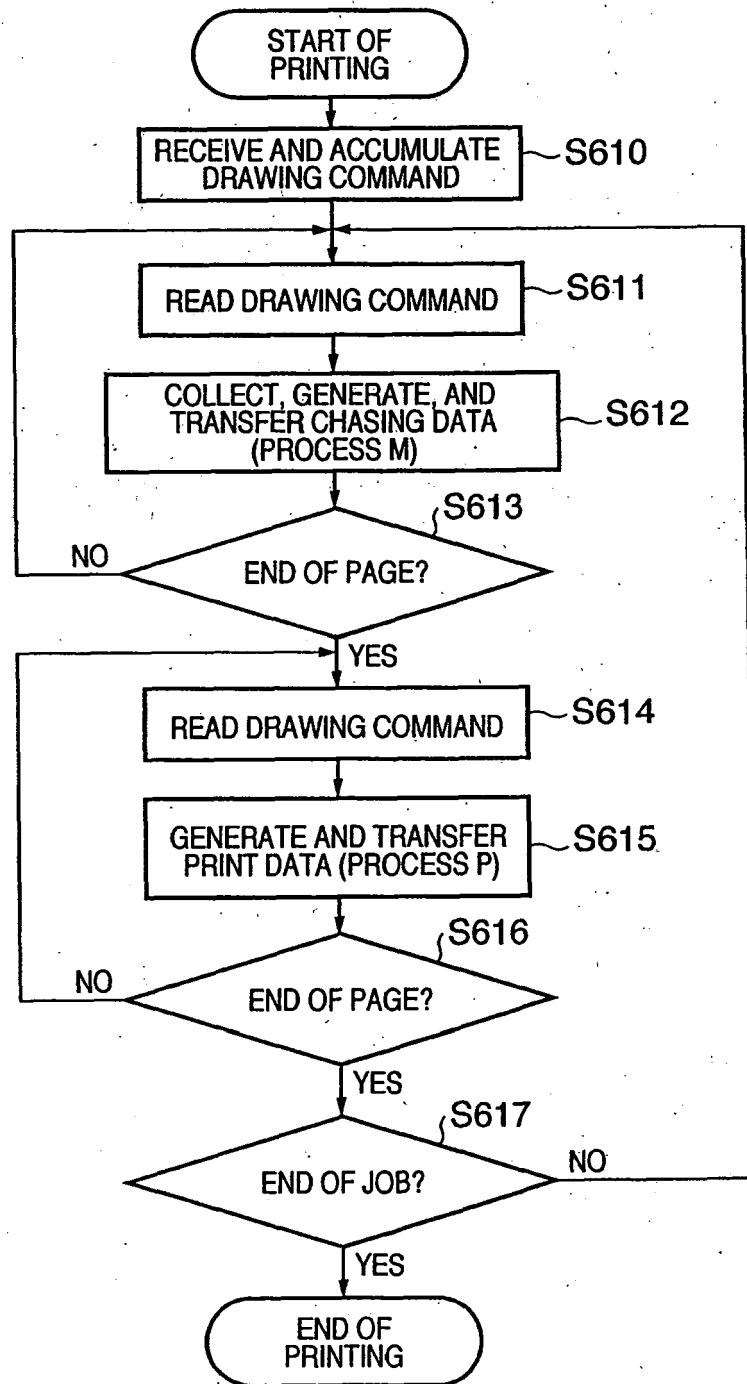 START OF
PRINTING
RECEIVE AND ACCUMULATE
DRAWING COMMAND
S610
READ DRAWING COMMAND
S611
COLLECT, GENERATE, AND
TRANSFER CHASING DATA
(PROCESS M)
S612
S613
END OF PAGE?
NO
YES
READ DRAWING COMMAND
S614
GENERATE AND TRANSFER
PRINT DATA (PROCESS P)
S615
S616
END OF PAGE?
NO
YES
S617
END OF JOB?
NO
YES
END OF
PRINTING